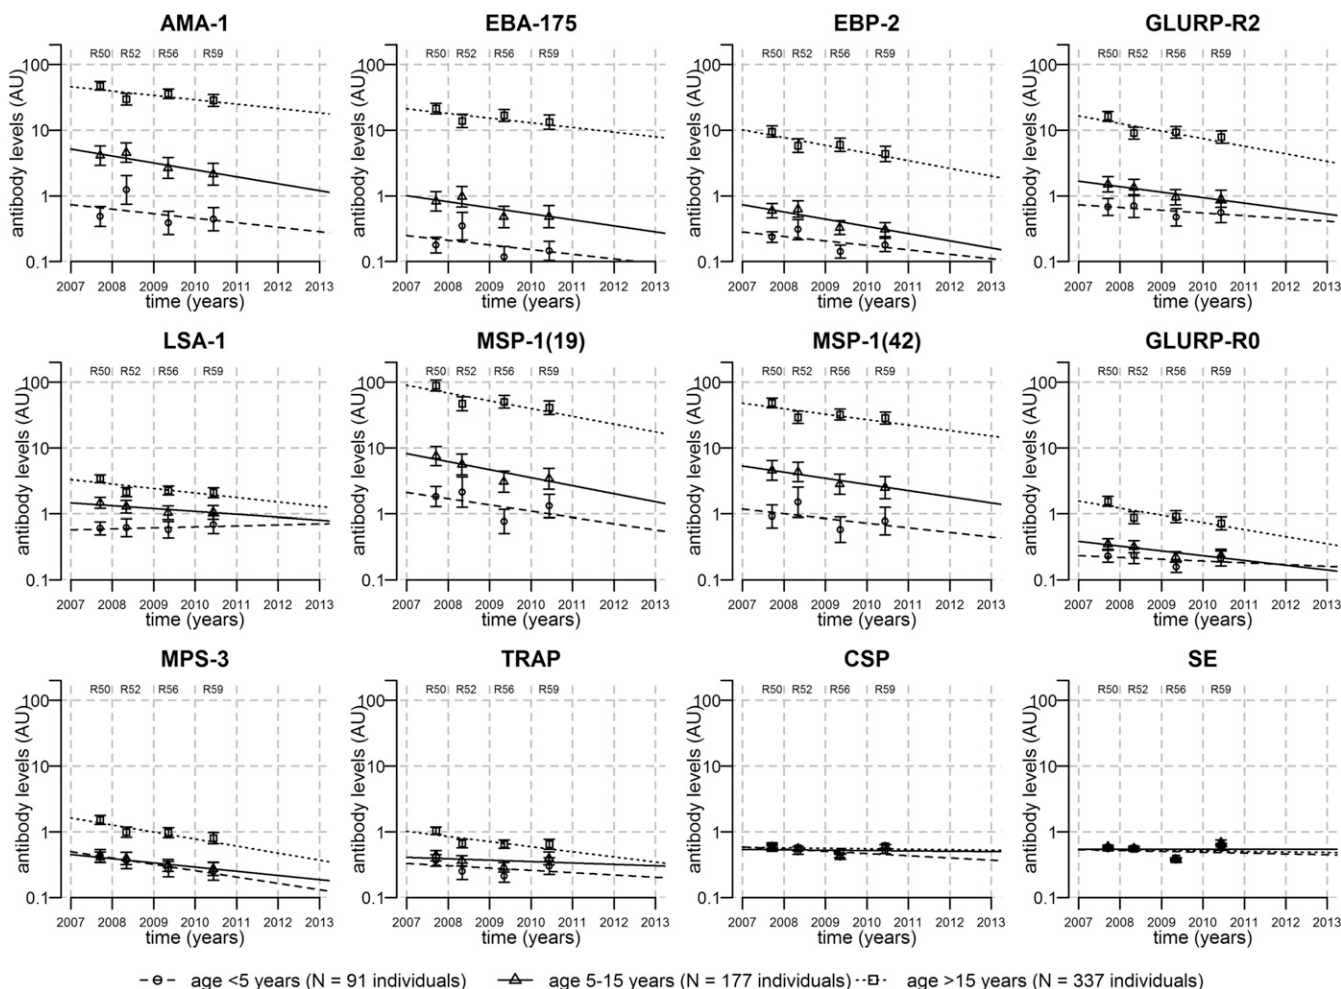 AMA-1 EBA-175 EBP-2 GLURP-R2
R50 R52 R56 R59 R50 R52 R56 R59 R50 R52 R56 R59 R50 R52 R56 R59
antibody levels (AU) antibody levels (AU) antibody levels (AU) antibody levels (AU)
100 100 100 100
10 10 10 10
1 1 1 1
0.1 0.1 0.1 0.1
2007 2008 2009 2010 2011 2012 2013 2007 2008 2009 2010 2011 2012 2013 2007 2008 2009 2010 2011 2012 2013 2007 2008 2009 2010 2011 2012 2013
time (years) time (years) time (years) time (years)
LSA-1 MSP-1(19) MSP-1(42) GLURP-R0
R50 R52 R56 R59 R50 R52 R56 R59 R50 R52 R56 R59 R50 R52 R56 R59
antibody levels (AU) antibody levels (AU) antibody levels (AU) antibody levels (AU)
100 100 100 100
10 10 10 10
1 1 1 1
0.1 0.1 0.1 0.1
2007 2008 2009 2010 2011 2012 2013 2007 2008 2009 2010 2011 2012 2013 2007 2008 2009 2010 2011 2012 2013 2007 2008 2009 2010 2011 2012 2013
time (years) time (years) time (years) time (years)
MPS-3 TRAP CSP SE
R50 R52 R56 R59 R50 R52 R56 R59 R50 R52 R56 R59 R50 R52 R56 R59
antibody levels (AU) antibody levels (AU) antibody levels (AU) antibody levels (AU)
100 100 100 100
10 10 10 10
1 1 1 1
0.1 0.1 0.1 0.1
2007 2008 2009 2010 2011 2012 2013 2007 2008 2009 2010 2011 2012 2013 2007 2008 2009 2010 2011 2012 2013 2007 2008 2009 2010 2011 2012 2013
time (years) time (years) time (years) time (years)
age <5 years (N = 91 individuals) age 5-15 years (N = 177 individuals) age >15 years (N = 337 individuals)